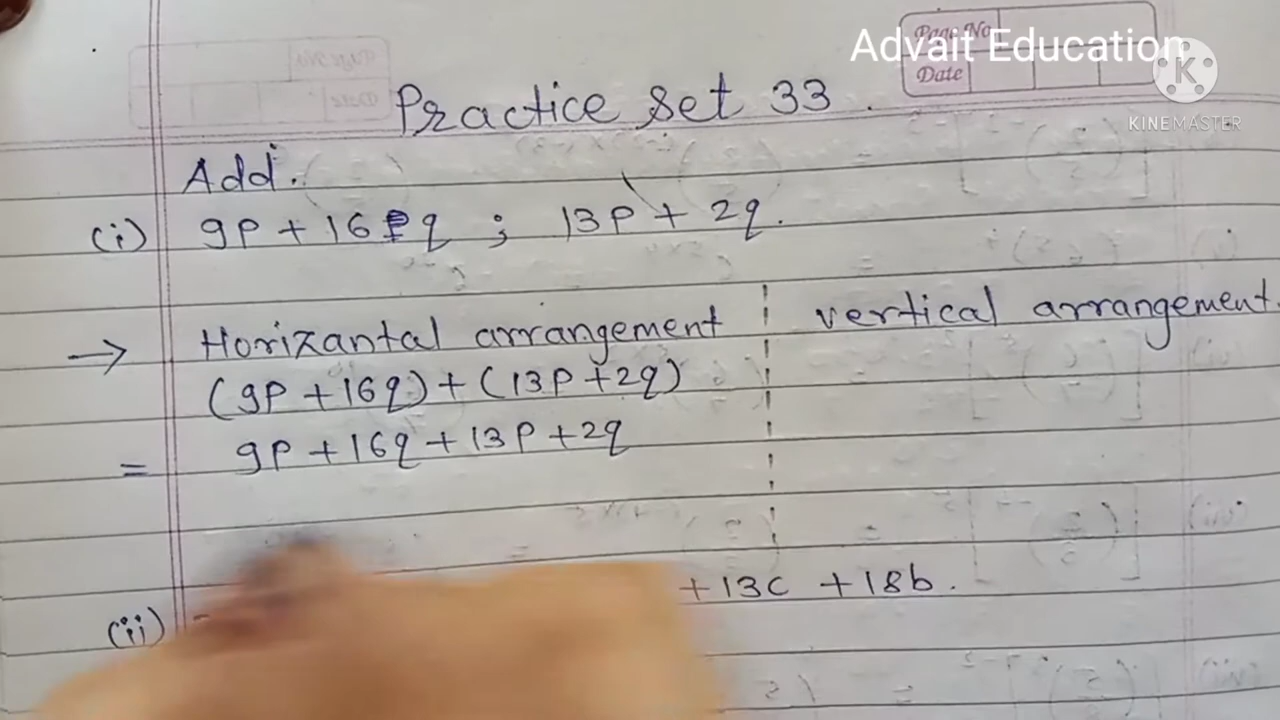 Page No
Advait Education
Date
K
KINEMASTER
Practice Set 33.
Add.
(i) 9p + 16q ; 13p + 2q.
→ Horizantal arrangement vertical arrangement.
(9p + 16q) + (13p + 2q)
= 9p + 16q + 13p + 2q
(ii) + 13c + 18b.